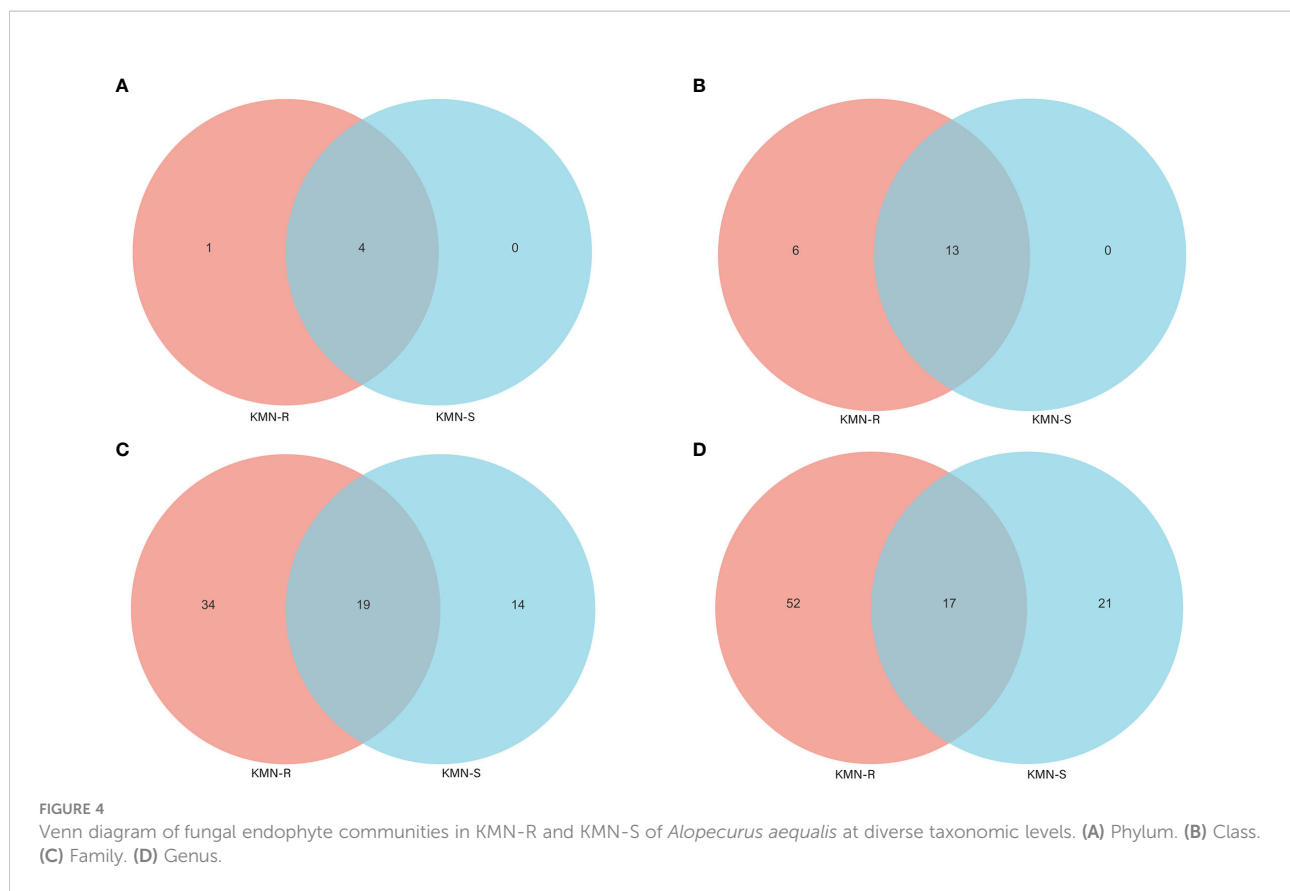 A
B
1
4
0
6
13
0
KMN-R
KMN-S
KMN-R
KMN-S
C
D
34
19
14
52
17
21
KMN-R
KMN-S
KMN-R
KMN-S
FIGURE 4
Venn diagram of fungal endophyte communities in KMN-R and KMN-S of Alopecurus aequalis at diverse taxonomic levels. (A) Phylum. (B) Class.
(C) Family. (D) Genus.